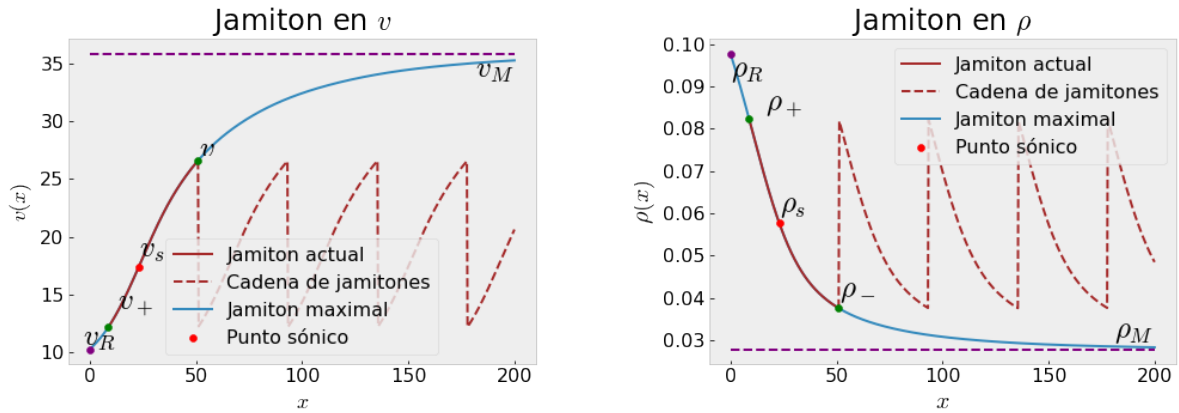 Jamiton en v
35
30
25
20
15
10
v(x)
v_M
v
v_s
v_+
v_R
Jamiton actual
Cadena de jamitones
Jamiton maximal
Punto sónico
0 50 100 150 200
x
Jamiton en ρ
0.10
0.09
0.08
0.07
0.06
0.05
0.04
0.03
ρ(x)
ρ_R
ρ_+
ρ_s
ρ_−
ρ_M
Jamiton actual
Cadena de jamitones
Jamiton maximal
Punto sónico
0 50 100 150 200
x